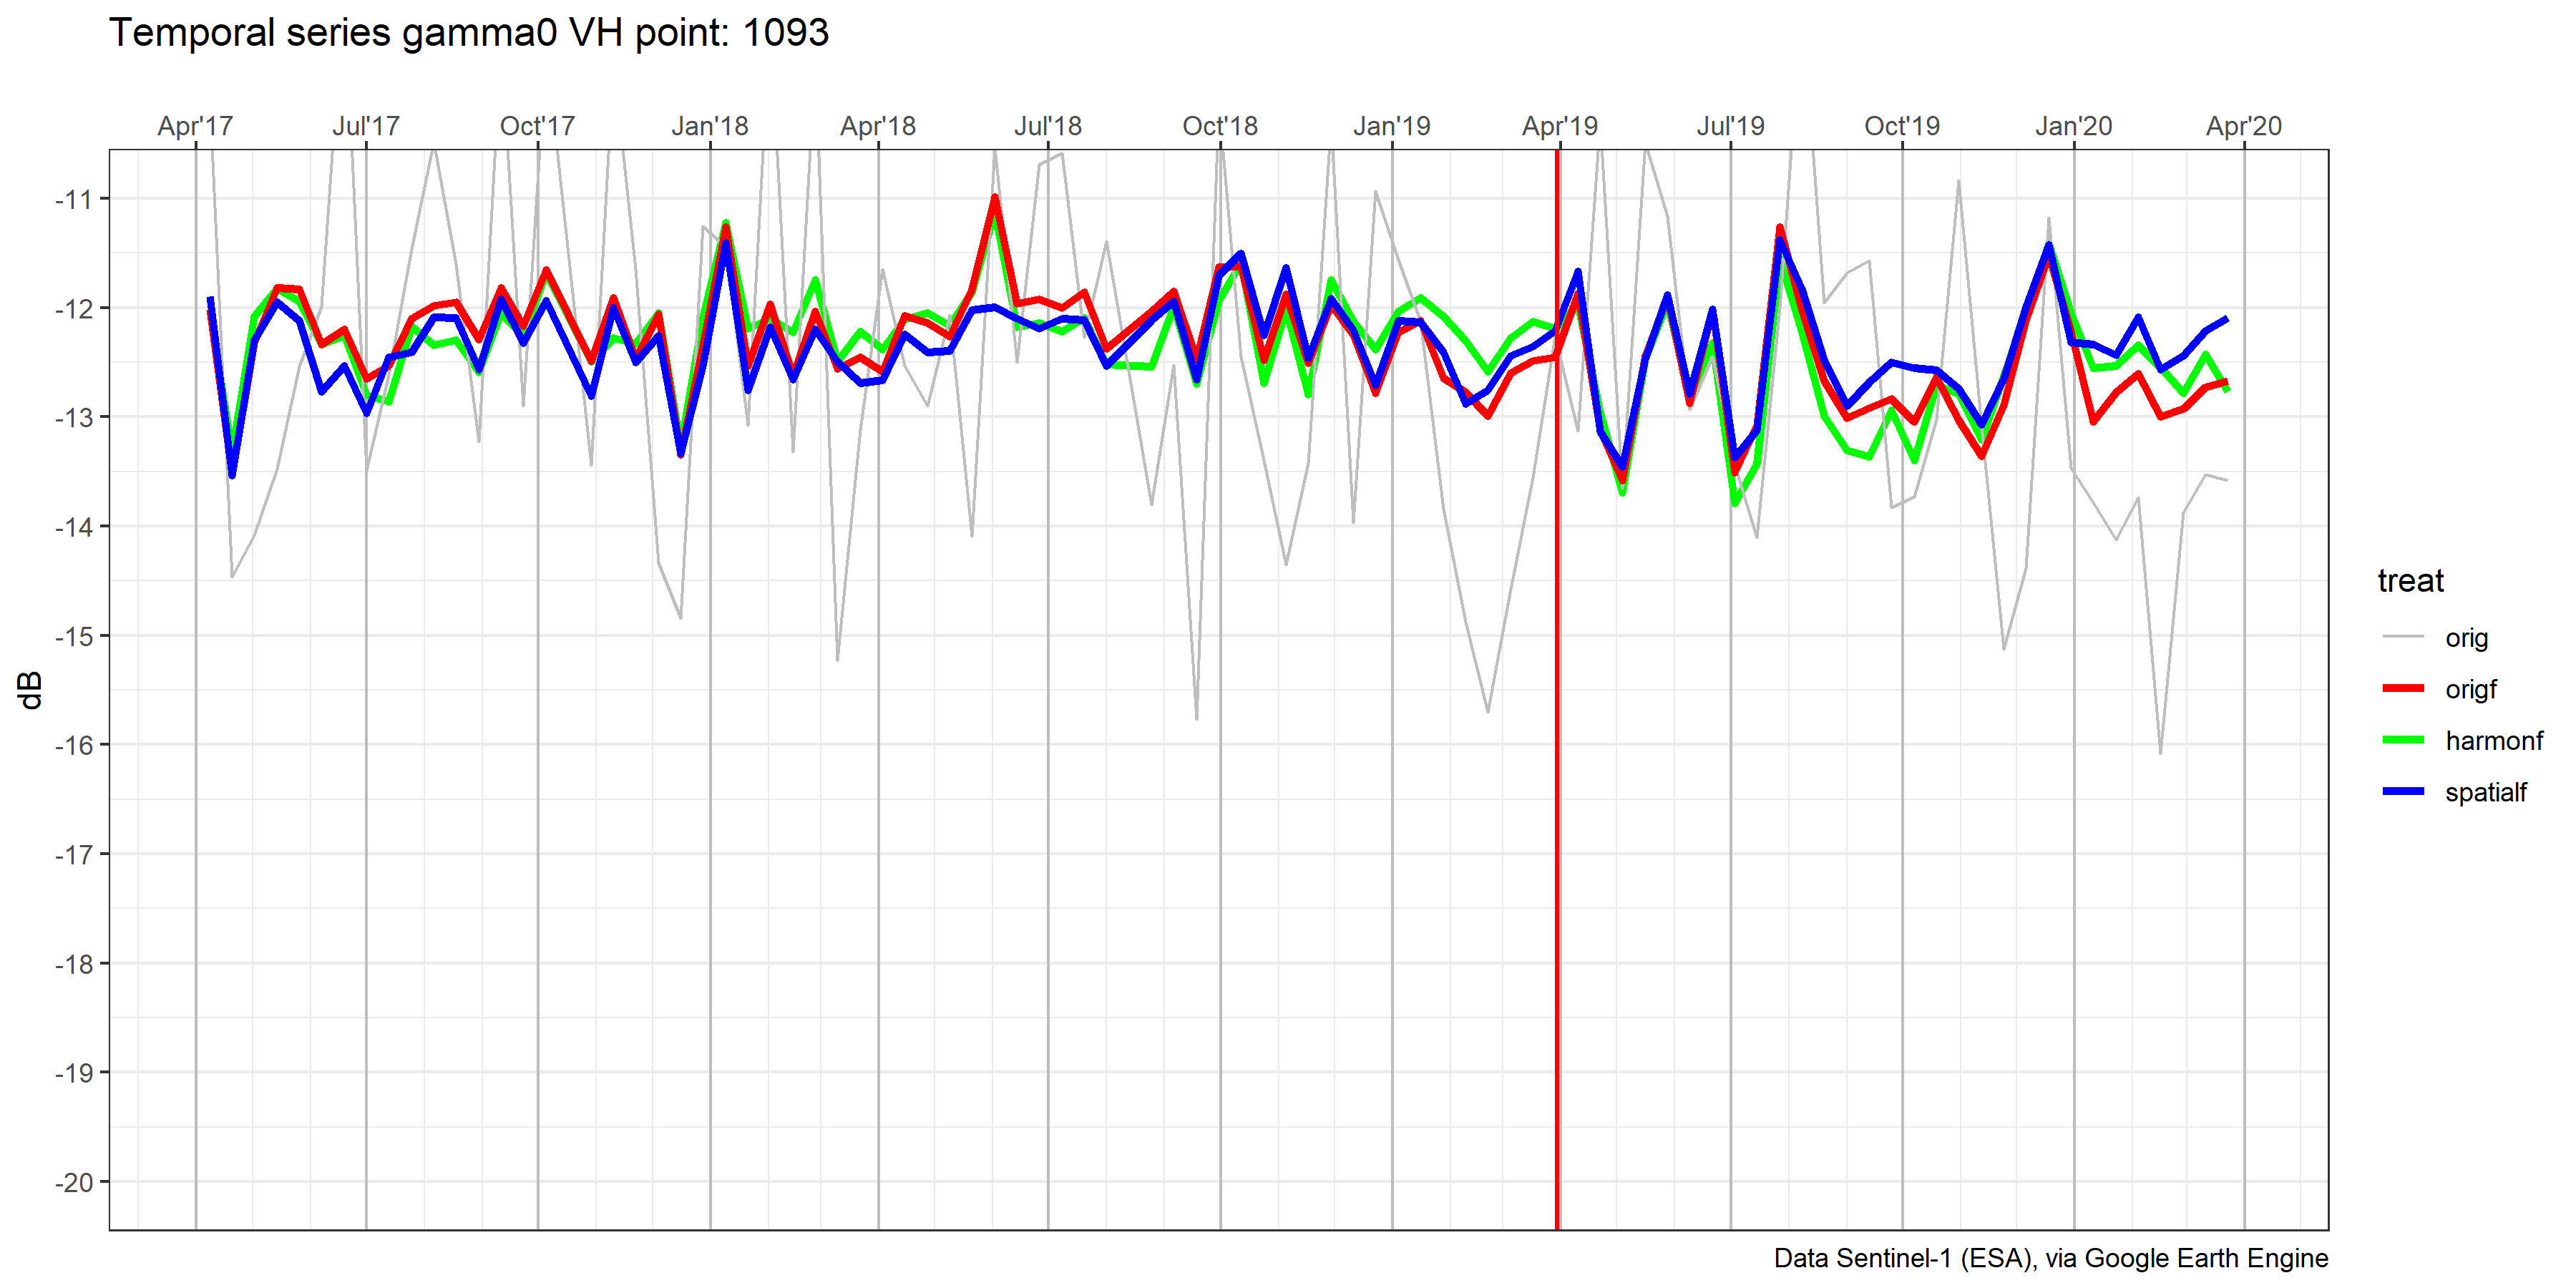 Temporal series gamma0 VH point: 1093
Apr'17 Jul'17 Oct'17 Jan'18 Apr'18 Jul'18 Oct'18 Jan'19 Apr'19 Jul'19 Oct'19 Jan'20 Apr'20
-11
-12
-13
-14
-15
-16
-17
-18
-19
-20
dB
treat
orig
origf
harmonf
spatialf
Data Sentinel-1 (ESA), via Google Earth Engine